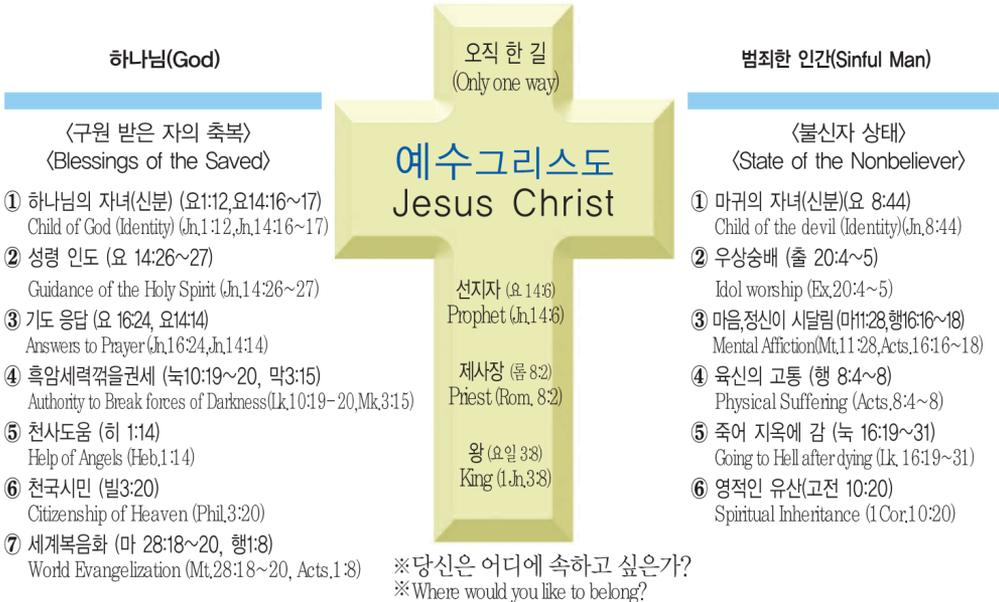 하나님(God)
〈구원 받은 자의 축복〉
〈Blessings of the Saved〉
① 하나님의 자녀(신분) (요1:12,요14:16~17)
Child of God (Identity) (Jn.1:12,Jn.14:16~17)
② 성령 인도 (요 14:26~27)
Guidance of the Holy Spirit (Jn.14:26~27)
③ 기도 응답 (요 16:24, 요14:14)
Answers to Prayer (Jn.16:24,Jn.14:14)
④ 흑암세력꺾을권세 (눅10:19~20, 막3:15)
Authority to Break forces of Darkness(Lk.10:19-20,Mk.3:15)
⑤ 천사도움 (히 1:14)
Help of Angels (Heb.1:14)
⑥ 천국시민 (빌3:20)
Citizenship of Heaven (Phil.3:20)
⑦ 세계복음화 (마 28:18~20, 행1:8)
World Evangelization (Mt.28:18~20, Acts.1:8)
오직 한 길
(Only one way)
예수그리스도
Jesus Christ
선지자 (요 14:6)
Prophet (Jn.14:6)
제사장 (롬 8:2)
Priest (Rom. 8:2)
왕 (요일 3:8)
King (1 Jn.3:8)
※당신은 어디에 속하고 싶은가?
※Where would you like to belong?
범죄한 인간(Sinful Man)
〈불신자 상태〉
〈State of the Nonbeliever〉
① 마귀의 자녀(신분)(요 8:44)
Child of the devil (Identity)(Jn.8:44)
② 우상숭배 (출 20:4~5)
Idol worship (Ex.20:4~5)
③ 마음,정신이 시달림(마11:28,행16:16~18)
Mental Affiction(Mt.11:28,Acts.16:16~18)
④ 육신의 고통 (행 8:4~8)
Physical Suffering (Acts.8:4~8)
⑤ 죽어 지옥에 감 (눅 16:19~31)
Going to Hell after dying (Lk. 16:19~31)
⑥ 영적인 유산(고전 10:20)
Spiritual Inheritance (1Cor.10:20)